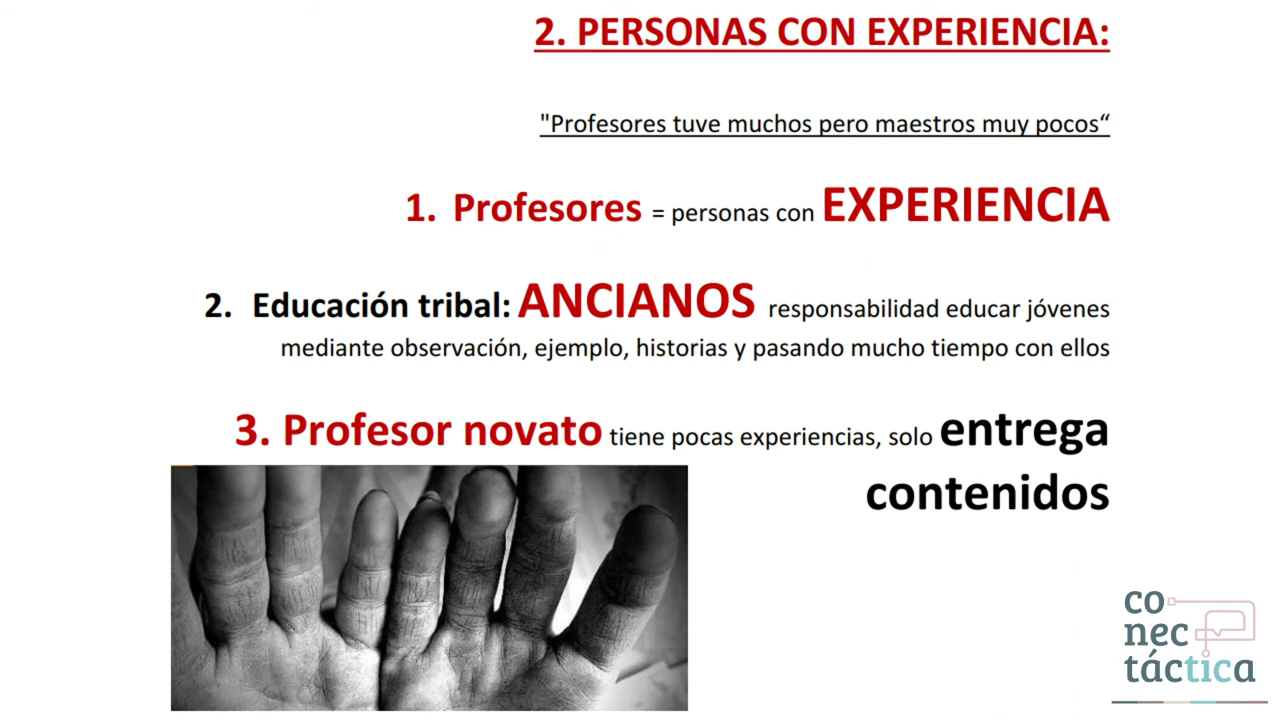 2. PERSONAS CON EXPERIENCIA:
"Profesores tuve muchos pero maestros muy pocos“
1. Profesores = personas con EXPERIENCIA
2. Educación tribal: ANCIANOS responsabilidad educar jóvenes
mediante observación, ejemplo, historias y pasando mucho tiempo con ellos
3. Profesor novato tiene pocas experiencias, solo entrega
contenidos
co
nec
táctica